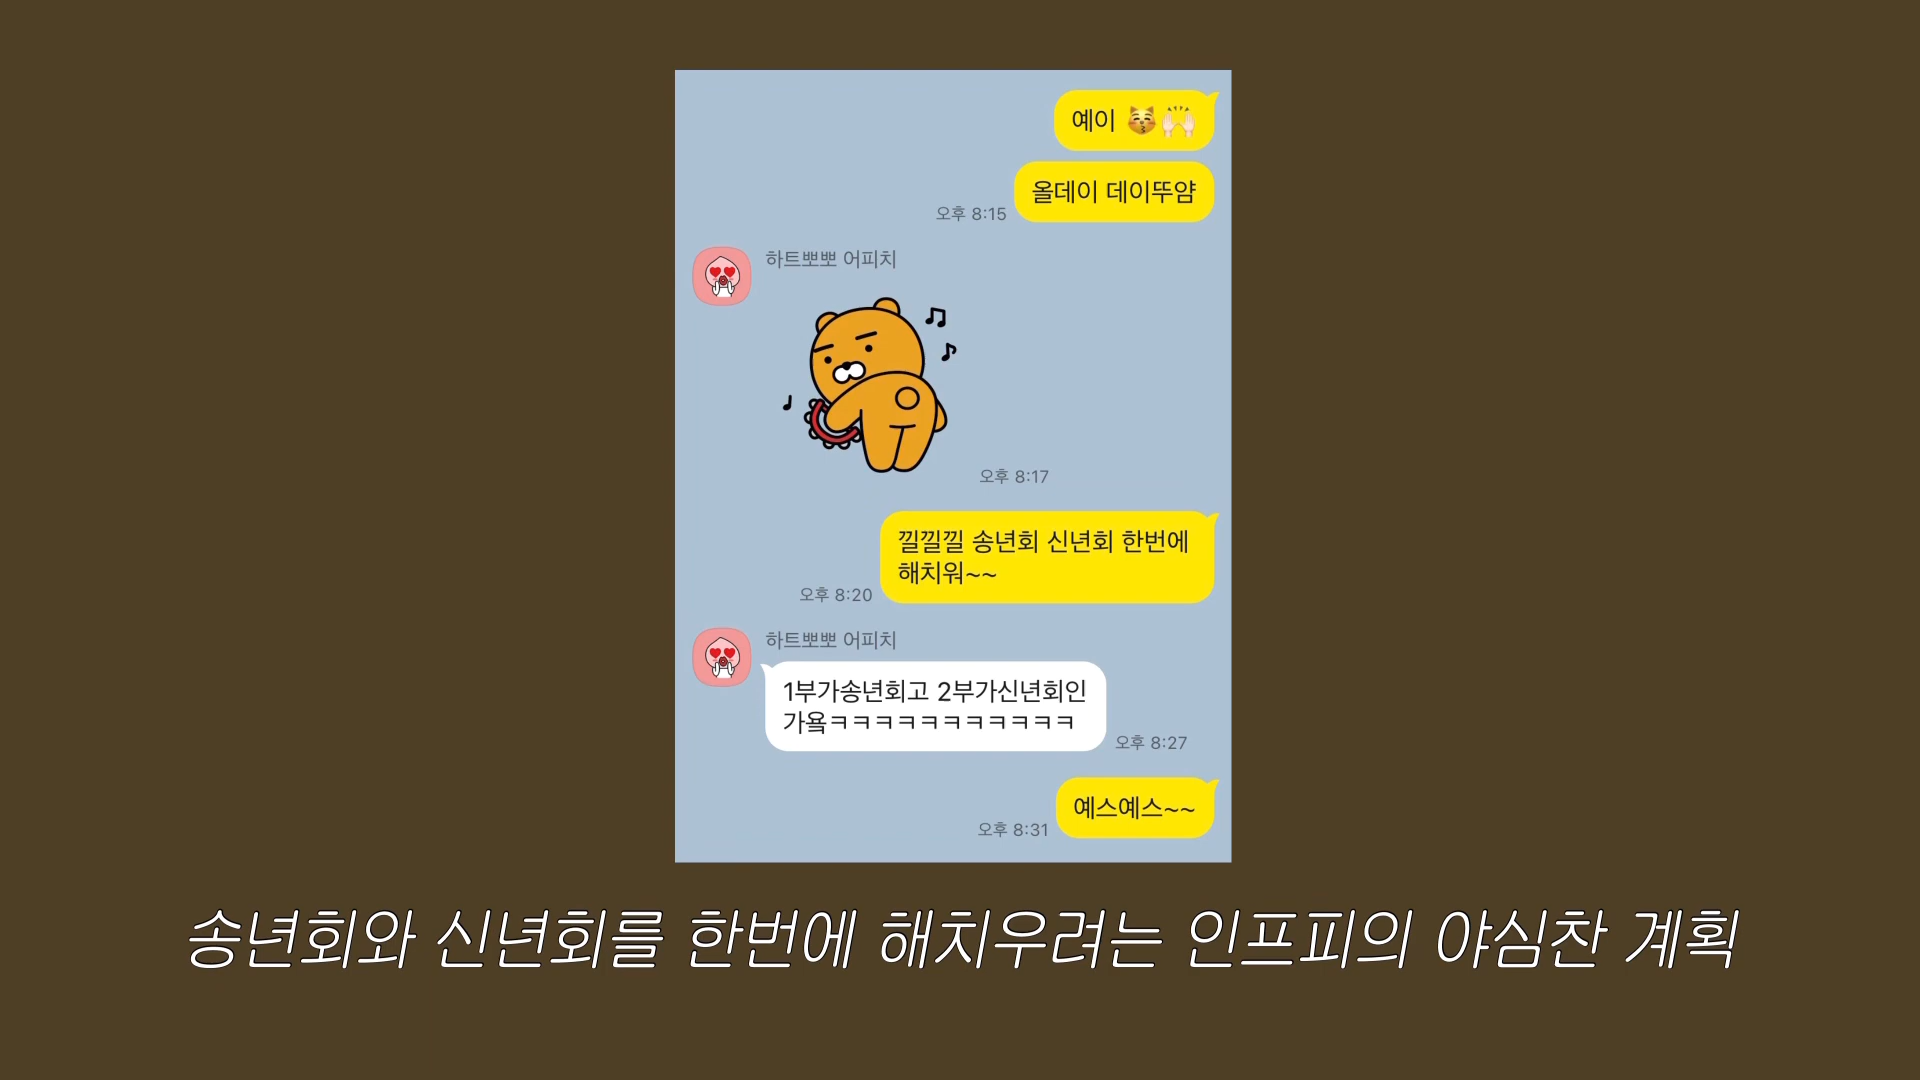 예이 😽🙌🏻
올데이 데이뚜얌
오후 8:15
하트뽀뽀 어피치
오후 8:17
낄낄낄 송년회 신년회 한번에
해치워~~
오후 8:20
하트뽀뽀 어피치
1부가송년회고 2부가신년회인
가욬ㅋㅋㅋㅋㅋㅋㅋㅋㅋㅋㅋ
오후 8:27
예스예스~~
오후 8:31
송년회와 신년회를 한번에 해치우려는 인프피의 야심찬 계획